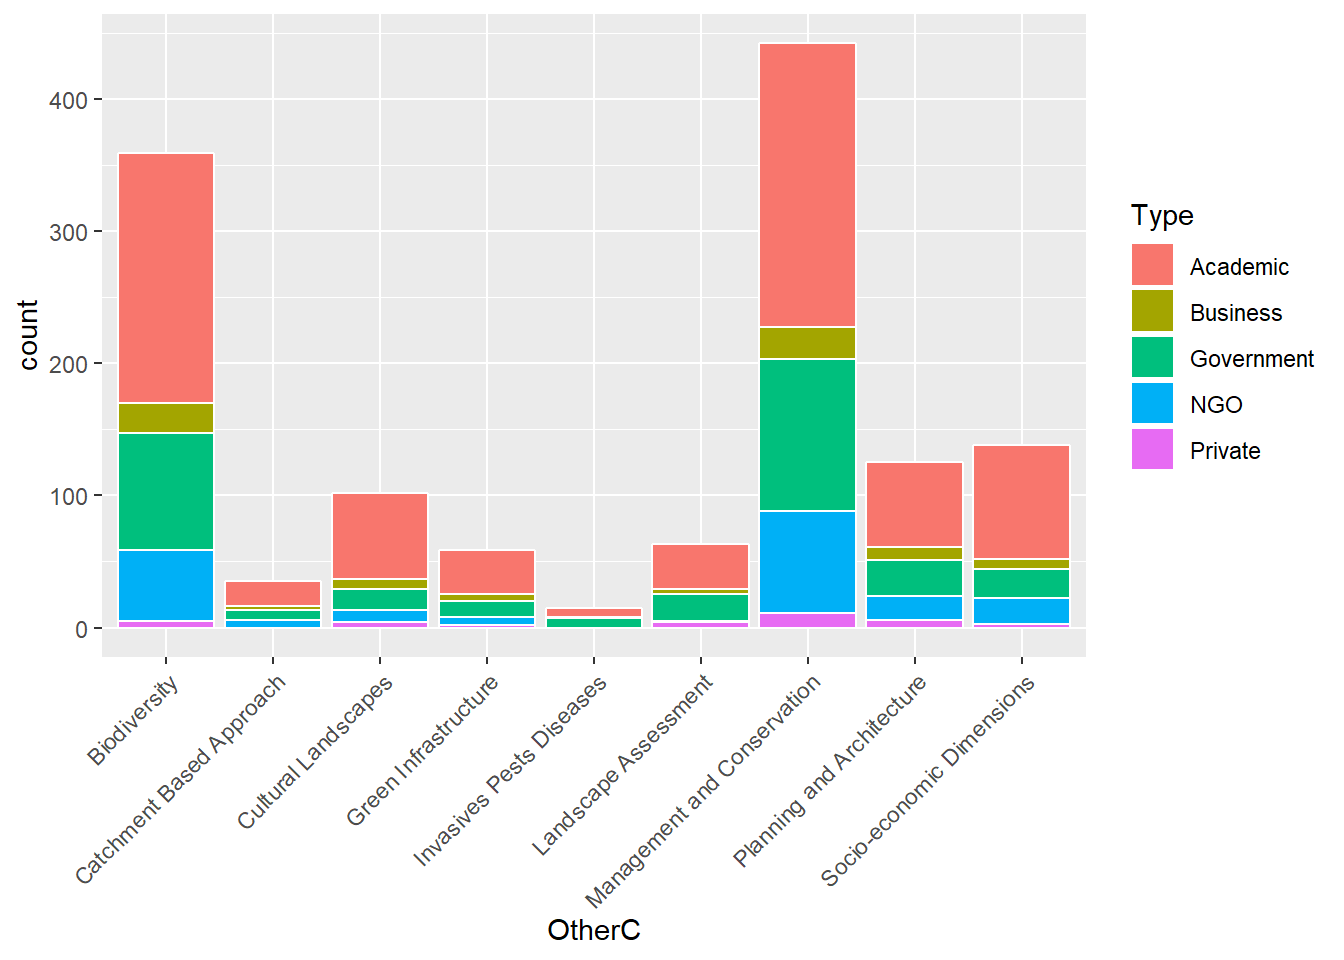 400
300
200
100
0
count
Biodiversity
Catchment Based Approach
Cultural Landscapes
Green Infrastructure
Invasives Pests Diseases
Landscape Assessment
Management and Conservation
Planning and Architecture
Socio-economic Dimensions
OtherC
Type
Academic
Business
Government
NGO
Private